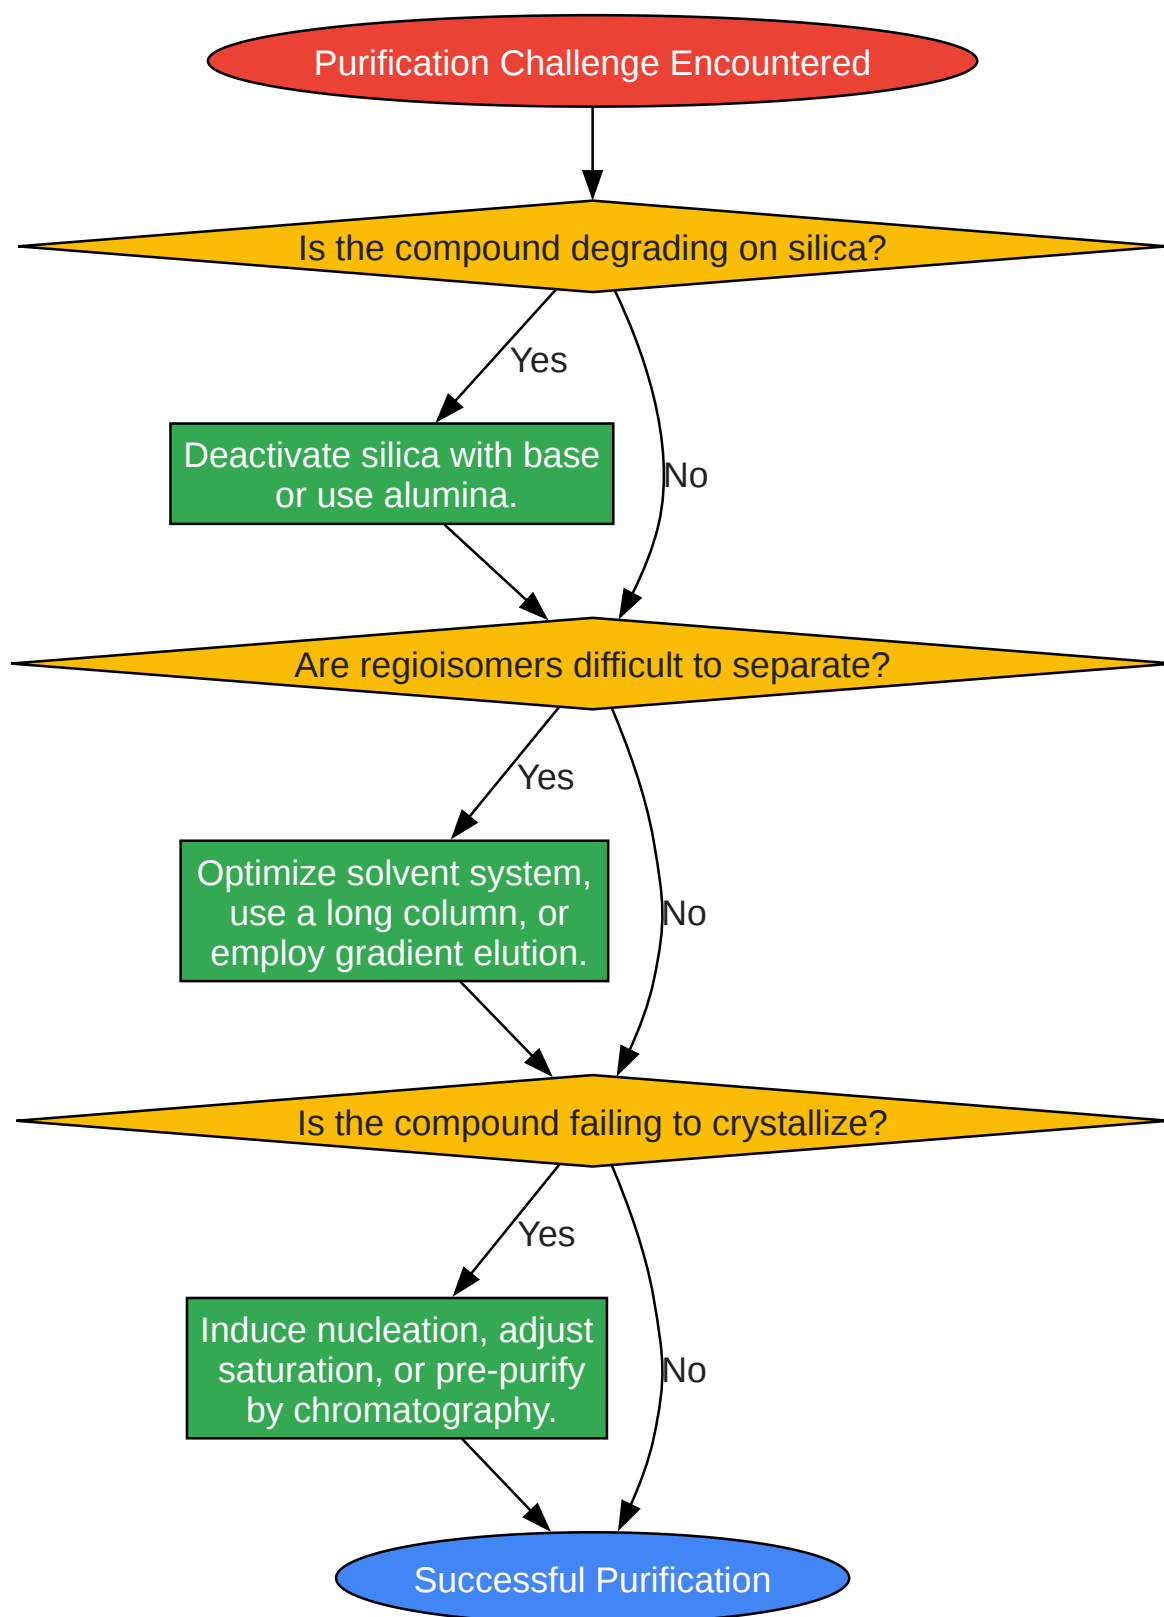 Purification Challenge Encountered
Is the compound degrading on silica?
Yes
Deactivate silica with base
or use alumina.
No
Are regioisomers difficult to separate?
Yes
Optimize solvent system,
use a long column, or
employ gradient elution.
No
Is the compound failing to crystallize?
Yes
Induce nucleation, adjust
saturation, or pre-purify
by chromatography.
No
Successful Purification